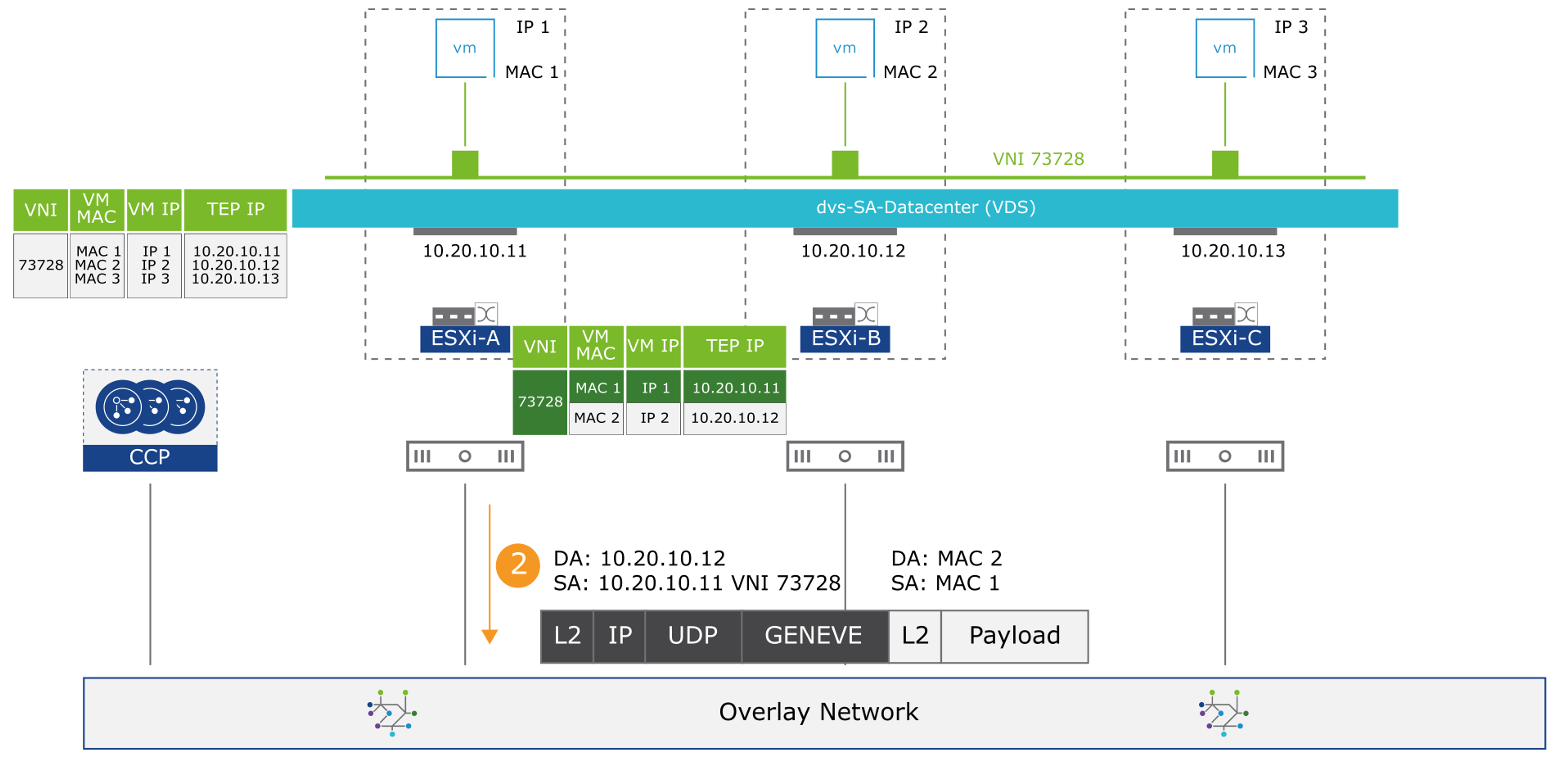 vm
IP 1
MAC 1
vm
IP 2
MAC 2
vm
IP 3
MAC 3
VNI 73728
dvs-SA-Datacenter (VDS)
VNI
VM
MAC
VM IP
TEP IP
73728
MAC 1
MAC 2
MAC 3
IP 1
IP 2
IP 3
10.20.10.11
10.20.10.12
10.20.10.13
10.20.10.11
10.20.10.12
10.20.10.13
ESXi-A
ESXi-B
ESXi-C
VNI
VM
MAC
VM IP
TEP IP
73728
MAC 1
IP 1
10.20.10.11
MAC 2
IP 2
10.20.10.12
CCP
2
DA: 10.20.10.12
SA: 10.20.10.11 VNI 73728
DA: MAC 2
SA: MAC 1
L2
IP
UDP
GENEVE
L2
Payload
Overlay Network